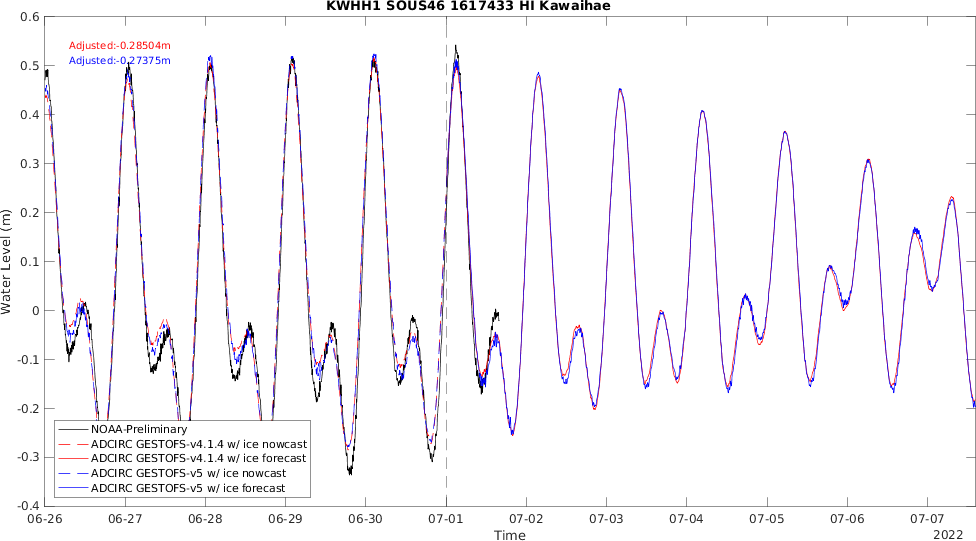 KWHH1 SOUS46 1617433 HI Kawaihae
Adjusted:-0.28504m
Adjusted:-0.27375m
0.6
0.5
0.4
0.3
0.2
0.1
0
-0.1
-0.2
-0.3
-0.4
Water Level (m)
NOAA-Preliminary
ADCIRC GESTOFS-v4.1.4 w/ ice nowcast
ADCIRC GESTOFS-v4.1.4 w/ ice forecast
ADCIRC GESTOFS-v5 w/ ice nowcast
ADCIRC GESTOFS-v5 w/ ice forecast
06-26 06-27 06-28 06-29 06-30 07-01 07-02 07-03 07-04 07-05 07-06 07-07
Time
2022